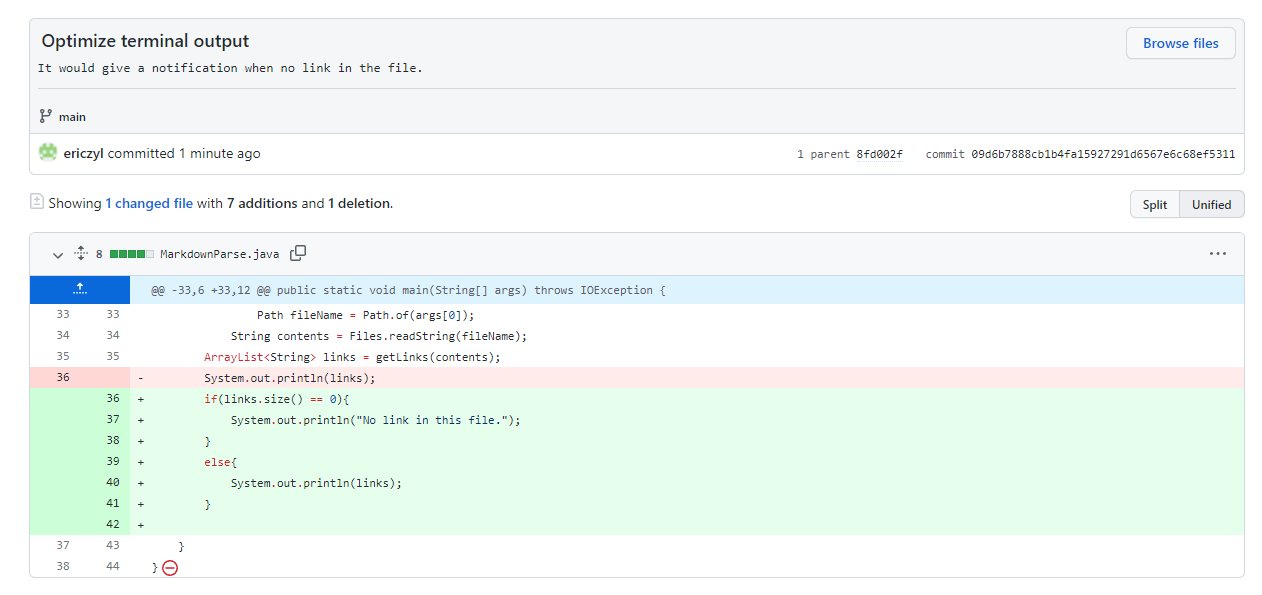 Optimize terminal output
Browse files
It would give a notification when no link in the file.
main
ericzyl committed 1 minute ago
1 parent 8fd002f commit 09d6b7888cb1b4fa15927291d6567e6c68ef5311
Showing 1 changed file with 7 additions and 1 deletion.
Split Unified
8 MarkdownParse.java
@@ -33,6 +33,12 @@ public static void main(String[] args) throws IOException {
33 33 Path fileName = Path.of(args[0]);
34 34 String contents = Files.readString(fileName);
35 35 ArrayList<String> links = getLinks(contents);
36 - System.out.println(links);
36 + if(links.size() == 0){
37 + System.out.println("No link in this file.");
38 + }
39 + else{
40 + System.out.println(links);
41 + }
42 +
37 43 }
38 44 }